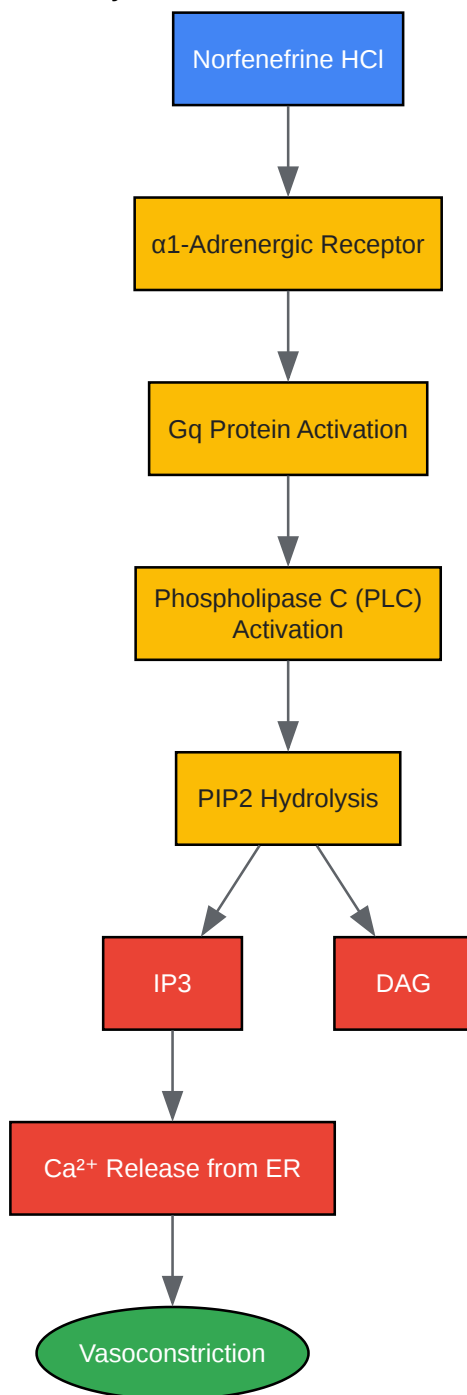 Norfenefrine HCl
α1-Adrenergic Receptor
Gq Protein Activation
Phospholipase C (PLC)
Activation
PIP2 Hydrolysis
IP3
DAG
Ca²⁺ Release from ER
Vasoconstriction